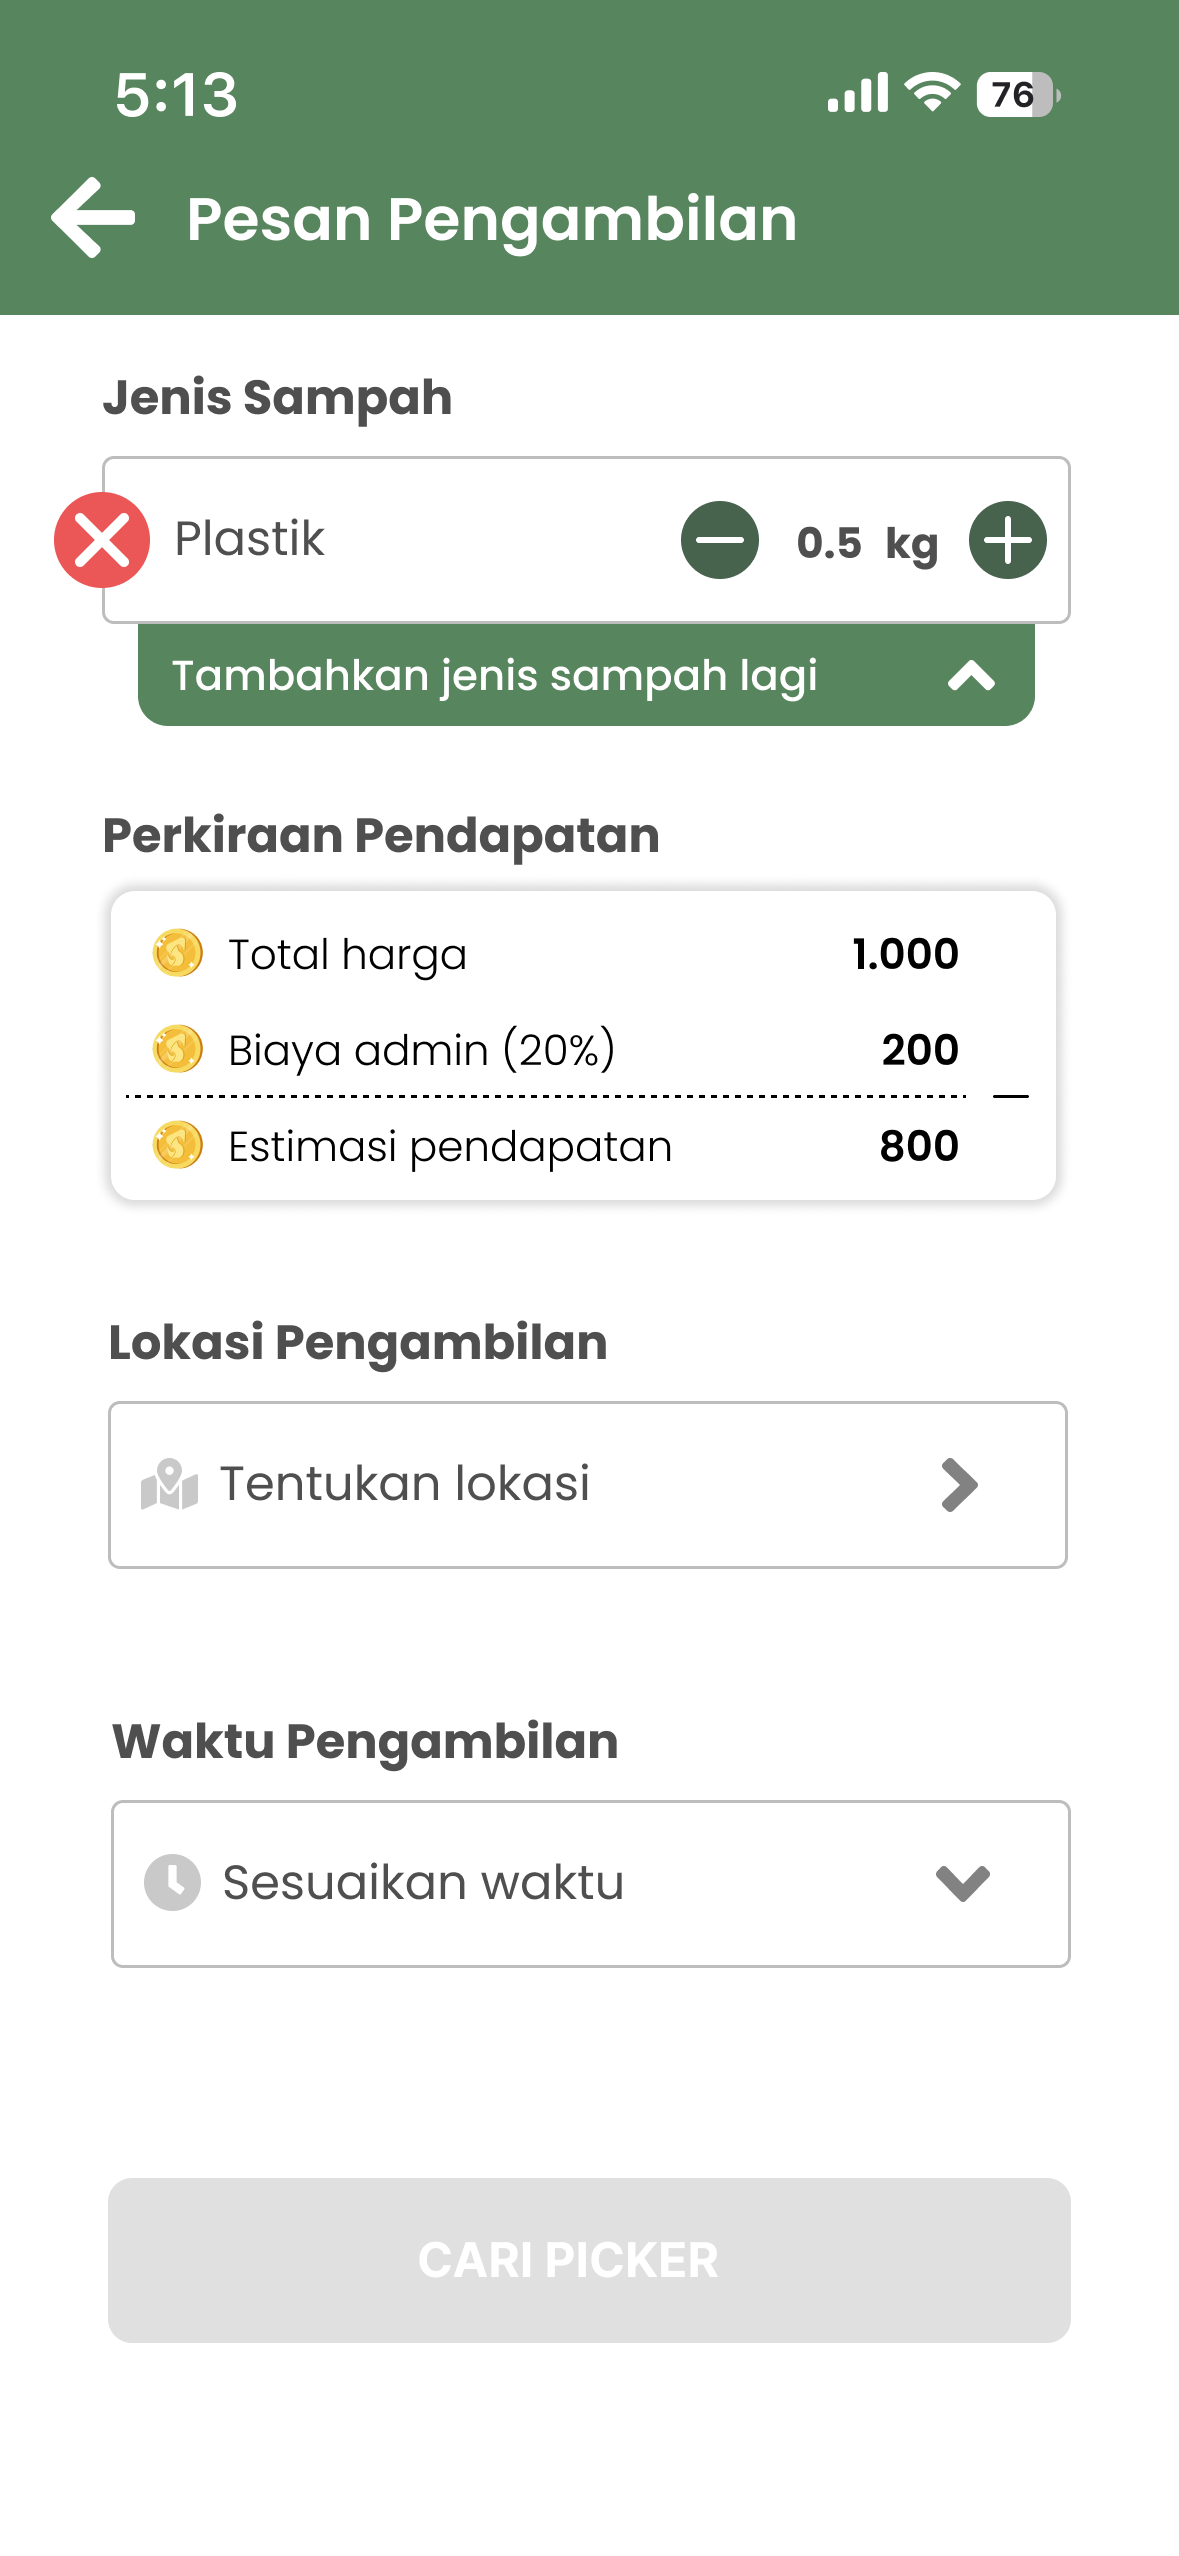 5:13
76
Pesan Pengambilan
Jenis Sampah
Plastik
0.5 kg
Tambahkan jenis sampah lagi
Perkiraan Pendapatan
Total harga 1.000
Biaya admin (20%) 200
Estimasi pendapatan 800
Lokasi Pengambilan
Tentukan lokasi
Waktu Pengambilan
Sesuaikan waktu
CARI PICKER